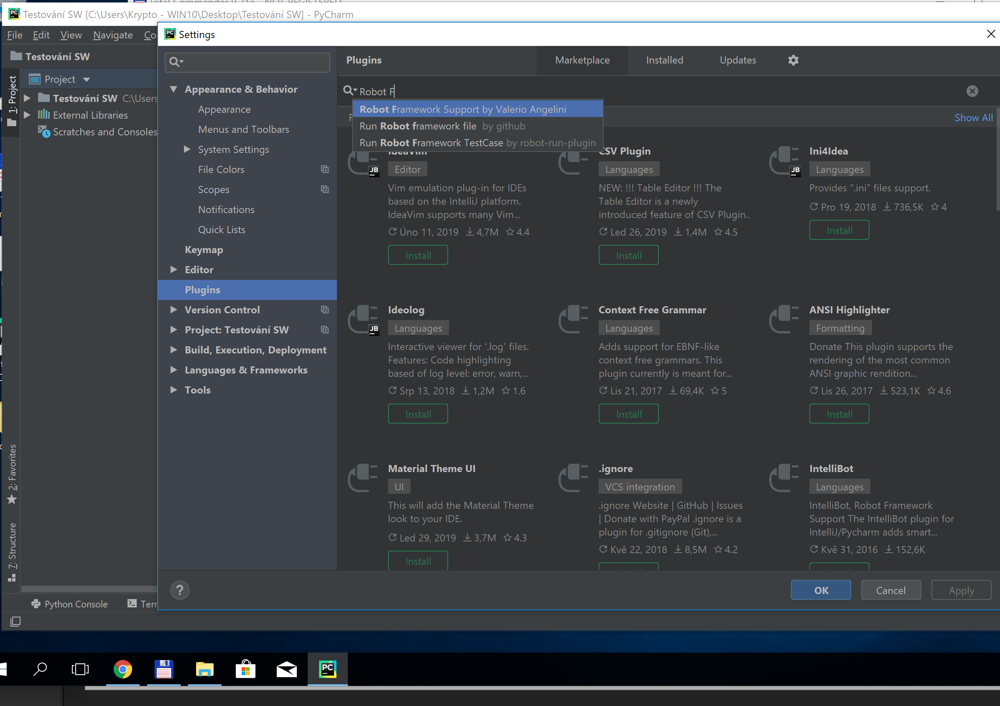 Testování SW [C:\Users\Krypto - WIN10\Desktop\Testování SW] - PyCharm
File Edit View Navigate
Settings
Testování SW
Plugins Marketplace Installed Updates
1: Project
Project
Testování SW C:\Users
External Libraries
Scratches and Consoles
Appearance & Behavior
Appearance
Menus and Toolbars
System Settings
File Colors
Scopes
Notifications
Quick Lists
Keymap
Editor
Plugins
Version Control
Project: Testování SW
Build, Execution, Deployment
Languages & Frameworks
Tools
Robot F
Robot Framework Support by Valerio Angelini
Run Robot framework file by github
Run Robot Framework TestCase by robot-run-plugin
Show All
IdeaVim
Editor
Vim emulation plug-in for IDEs
based on the IntelliJ platform.
IdeaVim supports many Vim...
Úno 11, 2019 4,7M 4.4
Install
CSV Plugin
Languages
NEW: !!! Table Editor !!! The
Table Editor is a newly
introduced feature of CSV Plugin..
Led 26, 2019 1,4M 4.5
Install
Ini4Idea
Languages
Provides ".ini" files support.
Pro 19, 2018 736,5K 4
Install
JB
JB
Ideolog
Languages
Interactive viewer for '.log' files.
Features: Code highlighting
based of log level: error, warn,...
Srp 13, 2018 1,2M 1.6
Install
JB
Context Free Grammar
Languages
Adds support for EBNF-like
context free grammars. This
plugin currently is meant for...
Lis 21, 2017 69,4K 5
Install
ANSI Highlighter
Formatting
Donate This plugin supports the
rendering of the most common
ANSI graphic rendition...
Lis 26, 2017 523,1K 4.6
Install
Material Theme UI
UI
This will add the Material Theme
look to your IDE.
Led 29, 2019 3,7M 4.3
Install
.ignore
VCS integration
.ignore Website | GitHub | Issues
| Donate with PayPal .ignore is a
plugin for .gitignore (Git),...
Kvě 22, 2018 8,5M 4.2
IntelliBot
Languages
IntelliBot, Robot Framework
Support The IntelliBot plugin for
IntelliJ/Pycharm adds smart...
Kvě 31, 2016 152,6K
2: Favorites
7: Structure
?
OK Cancel Apply
Python Console
PC